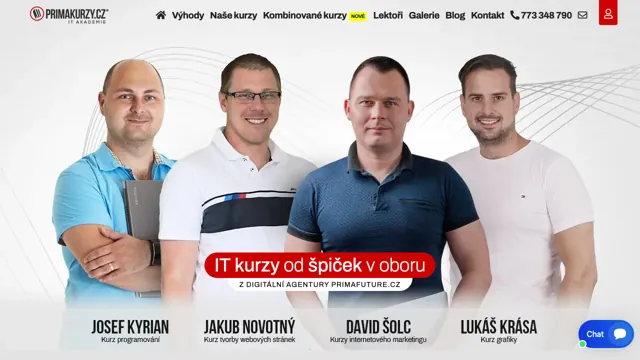 PRIMAKURZY.CZ
IT AKADEMIE
Výhody
Naše kurzy
Kombinované kurzy
NOVÉ
Lektoři
Galerie
Blog
Kontakt
773 348 790
IT kurzy od špiček v oboru
Z DIGITÁLNÍ AGENTURY PRIMAFUTURE.CZ
JOSEF KYRIAN
Kurz programování
JAKUB NOVOTNÝ
Kurz tvorby webových stránek
DAVID ŠOLC
Kurzy internetového marketingu
LUKÁŠ KRÁSA
Kurz grafiky
Chat